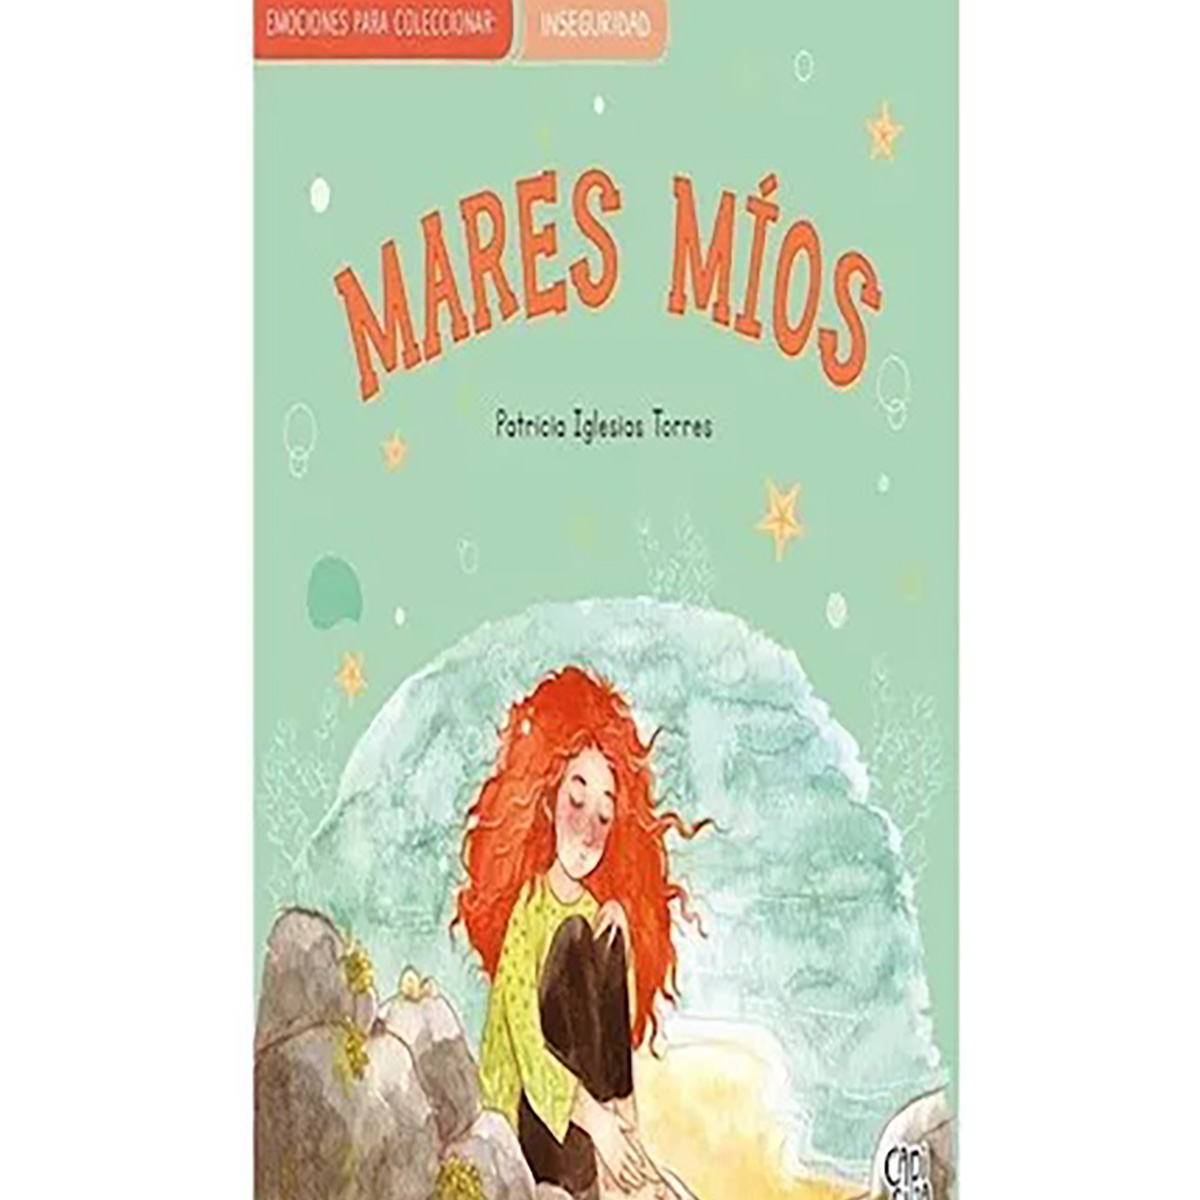 EMOCIONES PARA COLECCIONAR: INSEGURIDAD
MARES MÍOS
Patricia Iglesias Torres